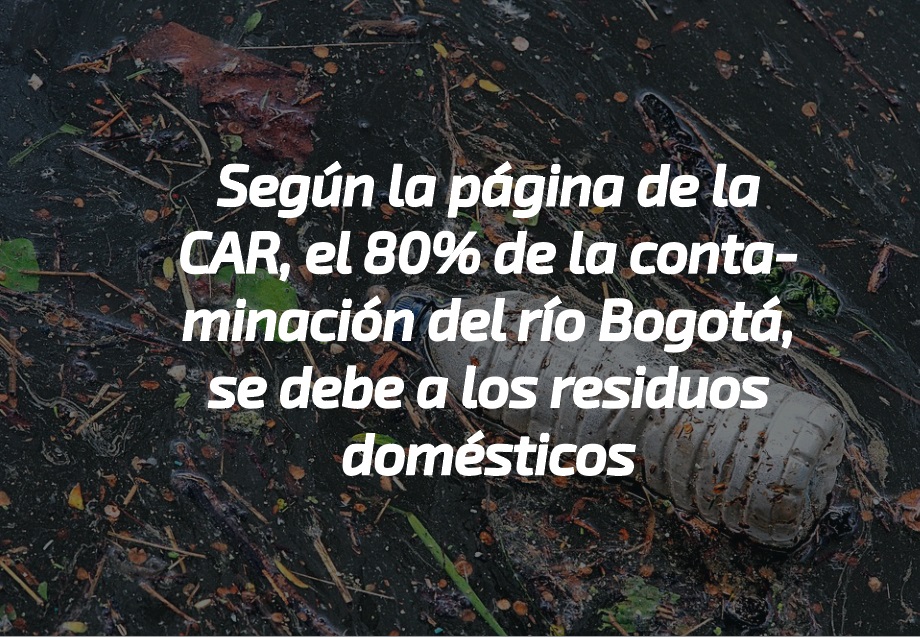 Según la página de la
CAR, el 80% de la conta-
minación del río Bogotá,
se debe a los residuos
domésticos